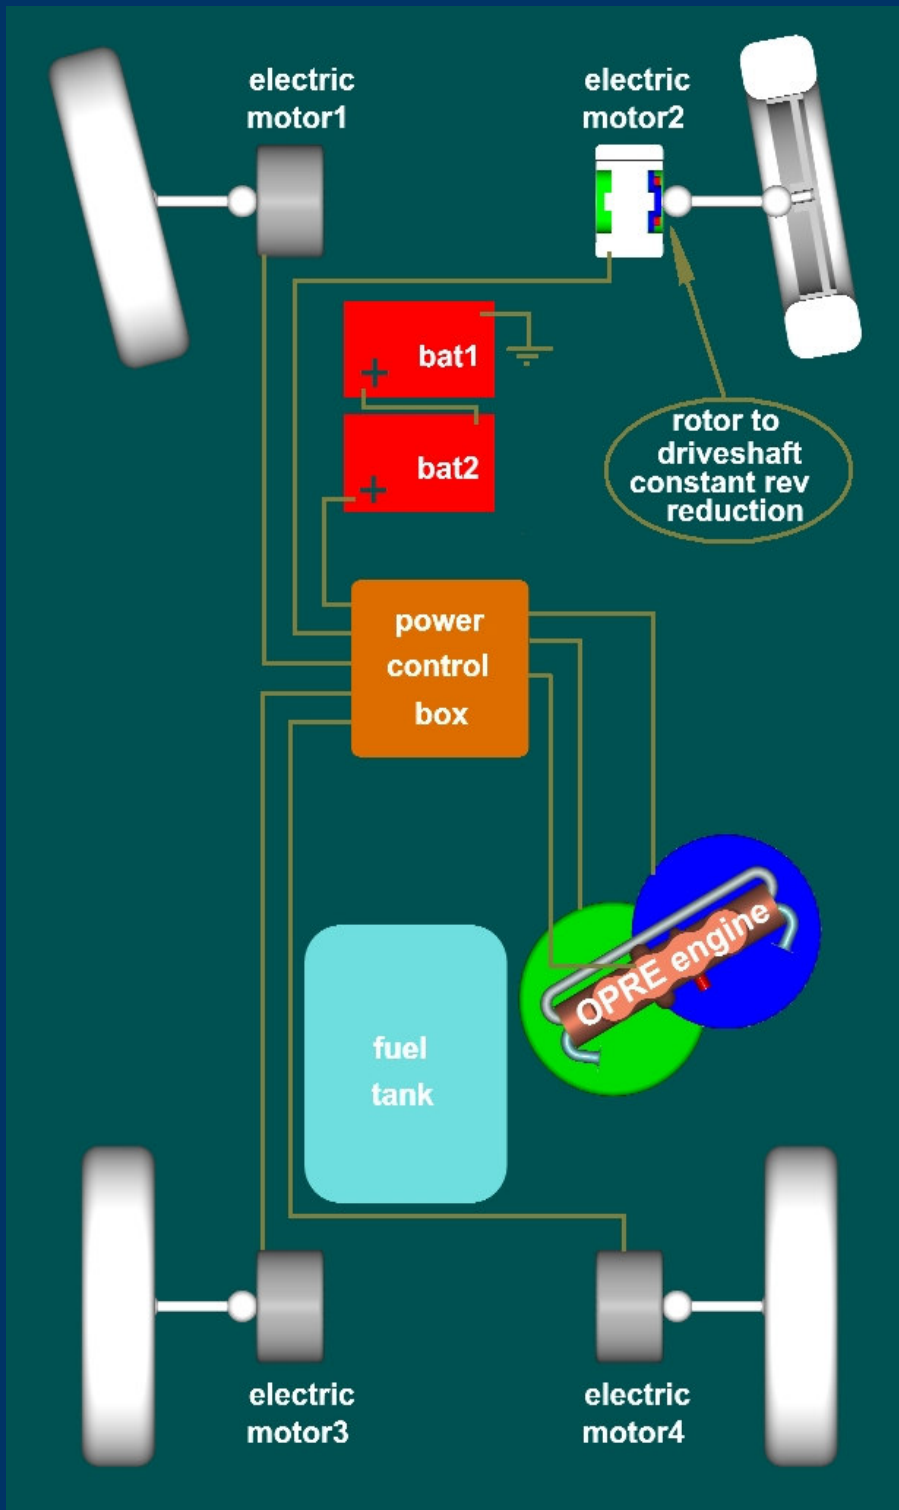 electric
motor1
electric
motor2
bat1
+
bat2
+
rotor to
driveshaft
constant rev
reduction
power
control
box
OPRE engine
fuel
tank
electric
motor3
electric
motor4